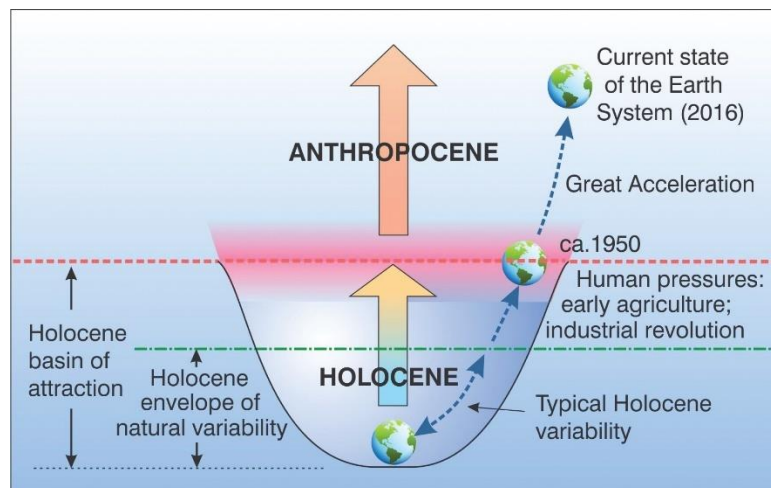 Current state
of the Earth
System (2016)
ANTHROPOCENE
Great Acceleration
ca.1950
Human pressures:
early agriculture;
industrial revolution
Holocene
basin of
attraction
Holocene
envelope of
natural variability
HOLOCENE
Typical Holocene
variability